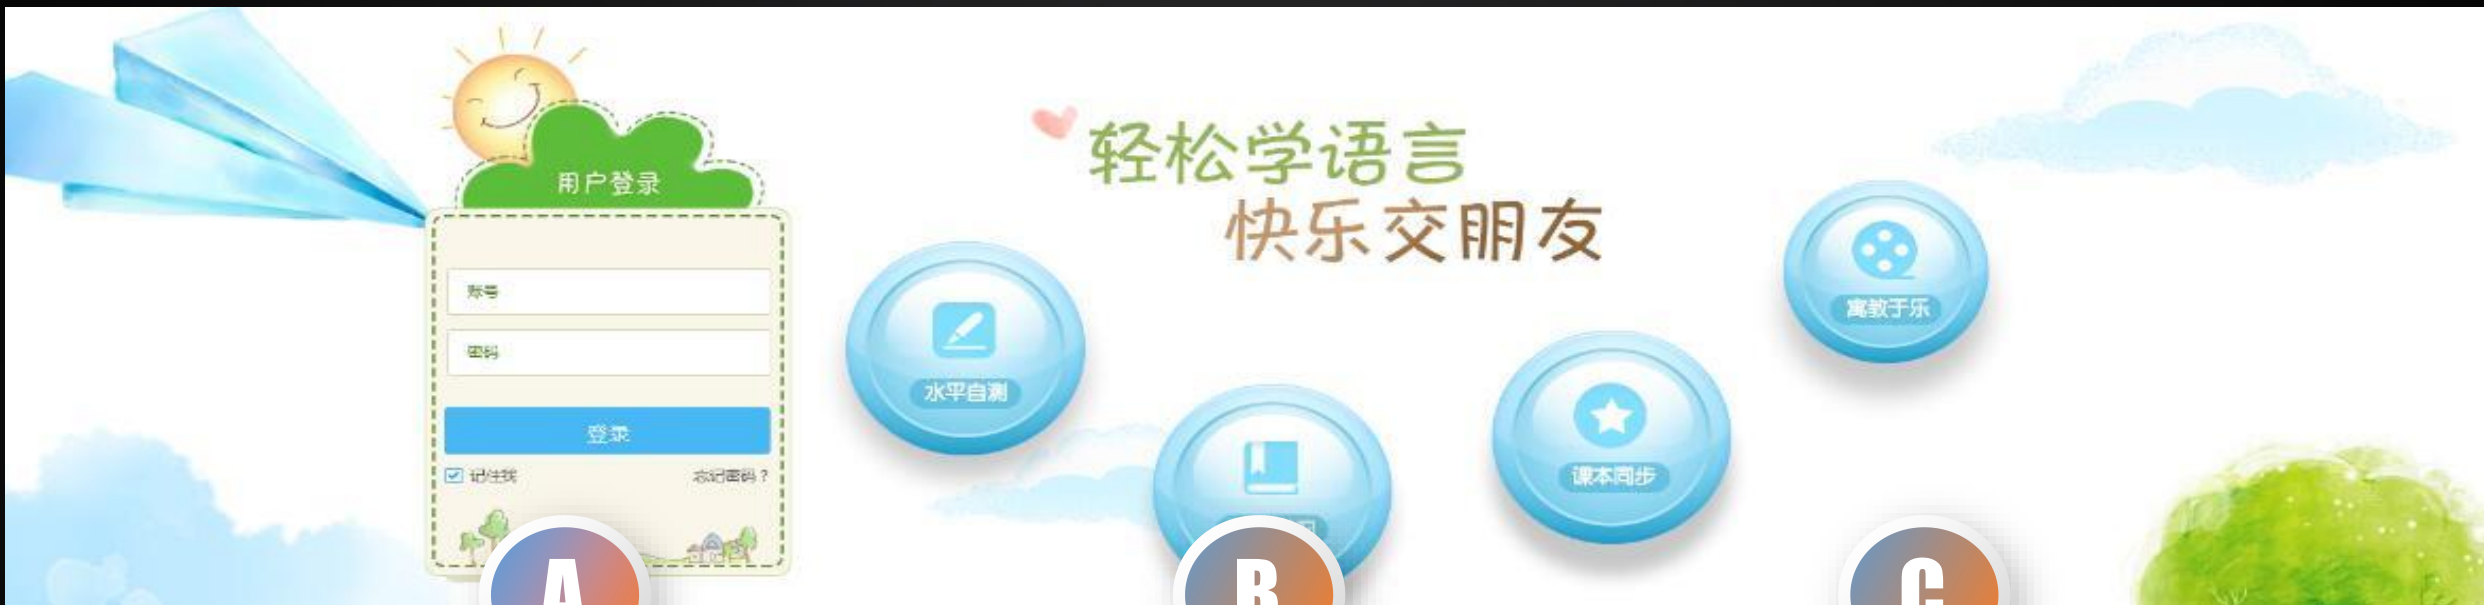 用户登录
账号
密码
登录
记住我
忘记密码？
轻松学语言
快乐交朋友
水平自测
课本同步
寓教于乐
A
B
C